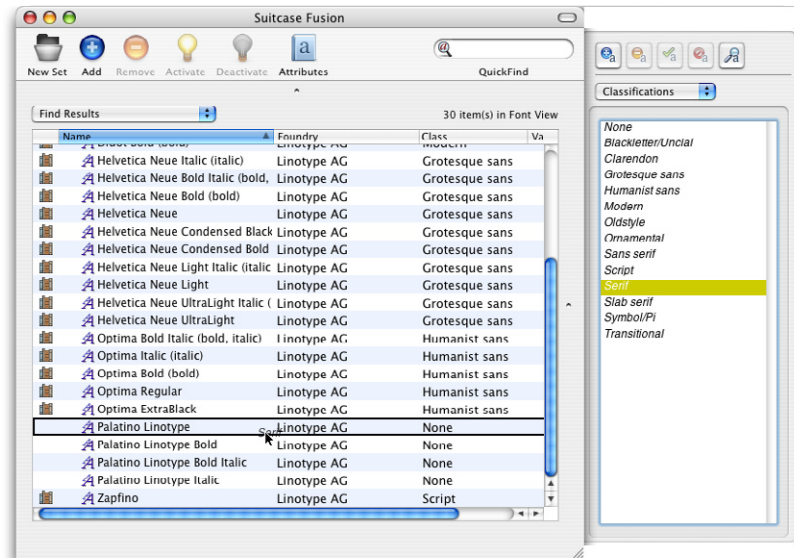 Suitcase Fusion
New Set Add Remove Activate Deactivate Attributes QuickFind
Find Results 30 item(s) in Font View
Name Foundry Class Va
Didot Bold (bold) Linotype AG Modern
Helvetica Neue Italic (italic) Linotype AG Grotesque sans
Helvetica Neue Bold Italic (bold, Linotype AG Grotesque sans
Helvetica Neue Bold (bold) Linotype AG Grotesque sans
Helvetica Neue Linotype AG Grotesque sans
Helvetica Neue Condensed Black Linotype AG Grotesque sans
Helvetica Neue Condensed Bold Linotype AG Grotesque sans
Helvetica Neue Light Italic (italic Linotype AG Grotesque sans
Helvetica Neue Light Linotype AG Grotesque sans
Helvetica Neue UltraLight Italic ( Linotype AG Grotesque sans
Helvetica Neue UltraLight Linotype AG Grotesque sans
Optima Bold Italic (bold, italic) Linotype AG Humanist sans
Optima Italic (italic) Linotype AG Humanist sans
Optima Bold (bold) Linotype AG Humanist sans
Optima Regular Linotype AG Humanist sans
Optima ExtraBlack Linotype AG Humanist sans
Palatino Linotype Linotype AG None
Serif
Palatino Linotype Bold Linotype AG None
Palatino Linotype Bold Italic Linotype AG None
Palatino Linotype Italic Linotype AG None
Zapfino Linotype AG Script
Classifications
None
Blackletter/Uncial
Clarendon
Grotesque sans
Humanist sans
Modern
Oldstyle
Ornamental
Sans serif
Script
Serif
Slab serif
Symbol/Pi
Transitional